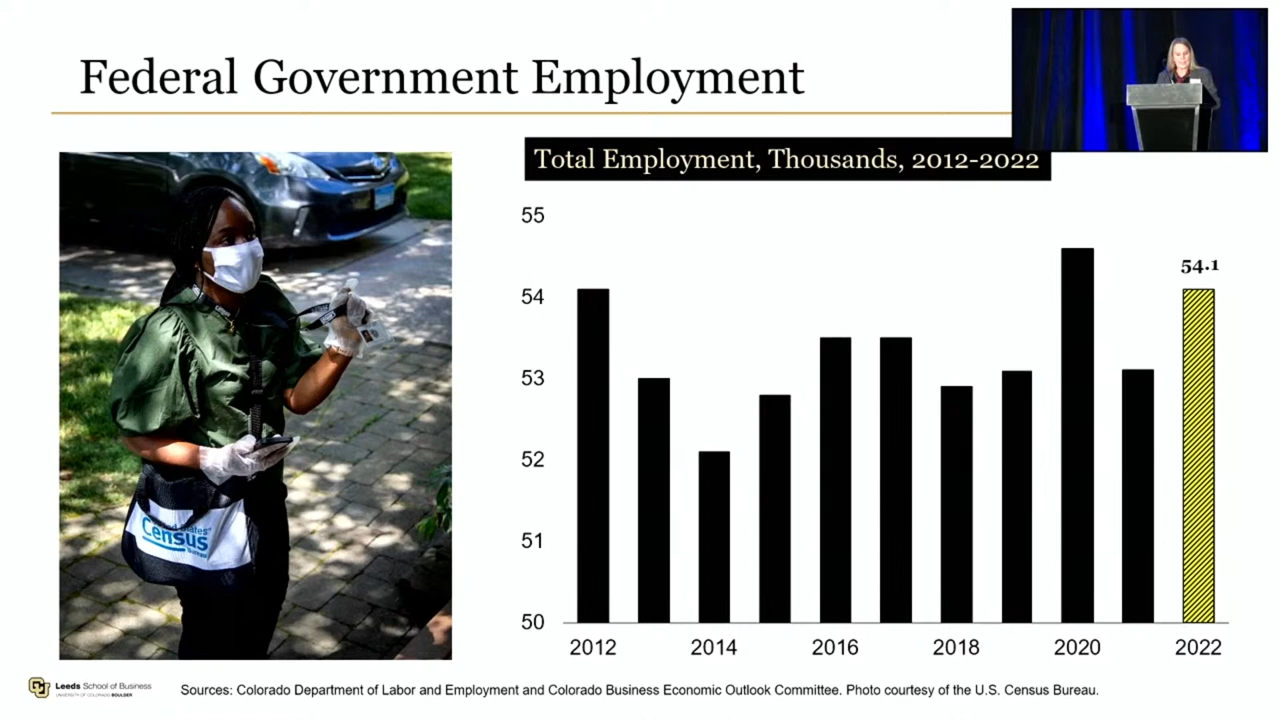 Federal Government Employment
Total Employment, Thousands, 2012-2022
55
54
53
52
51
50
54.1
2012
2014
2016
2018
2020
2022
Census
Bureau
Leeds School of Business
UNIVERSITY OF COLORADO BOULDER
Sources: Colorado Department of Labor and Employment and Colorado Business Economic Outlook Committee. Photo courtesy of the U.S. Census Bureau.